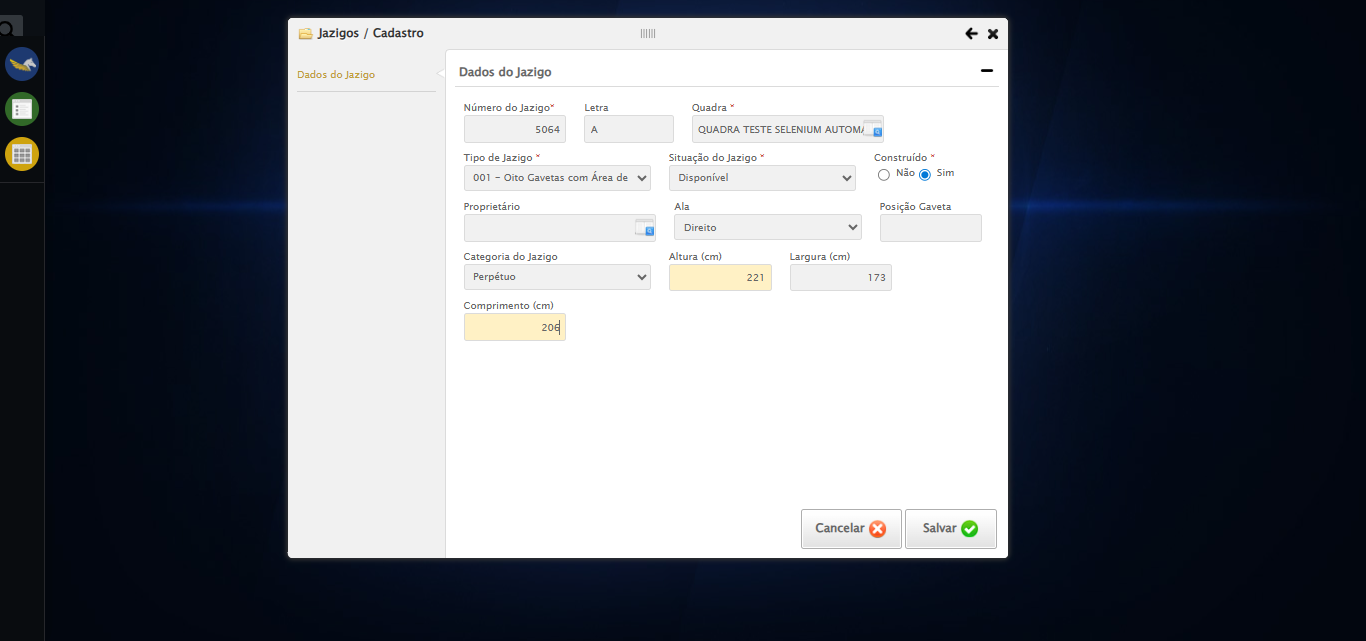 Jazigos / Cadastro
Dados do Jazigo
Dados do Jazigo
Número do Jazigo* Letra Quadra *
5064 A QUADRA TESTE SELENIUM AUTOMA
Tipo de Jazigo * Situação do Jazigo * Construído *
001 - Oito Gavetas com Área de Disponível Não Sim
Proprietário Ala Posição Gaveta
Direito
Categoria do Jazigo Altura (cm) Largura (cm)
Perpétuo 221 173
Comprimento (cm)
206
Cancelar Salvar